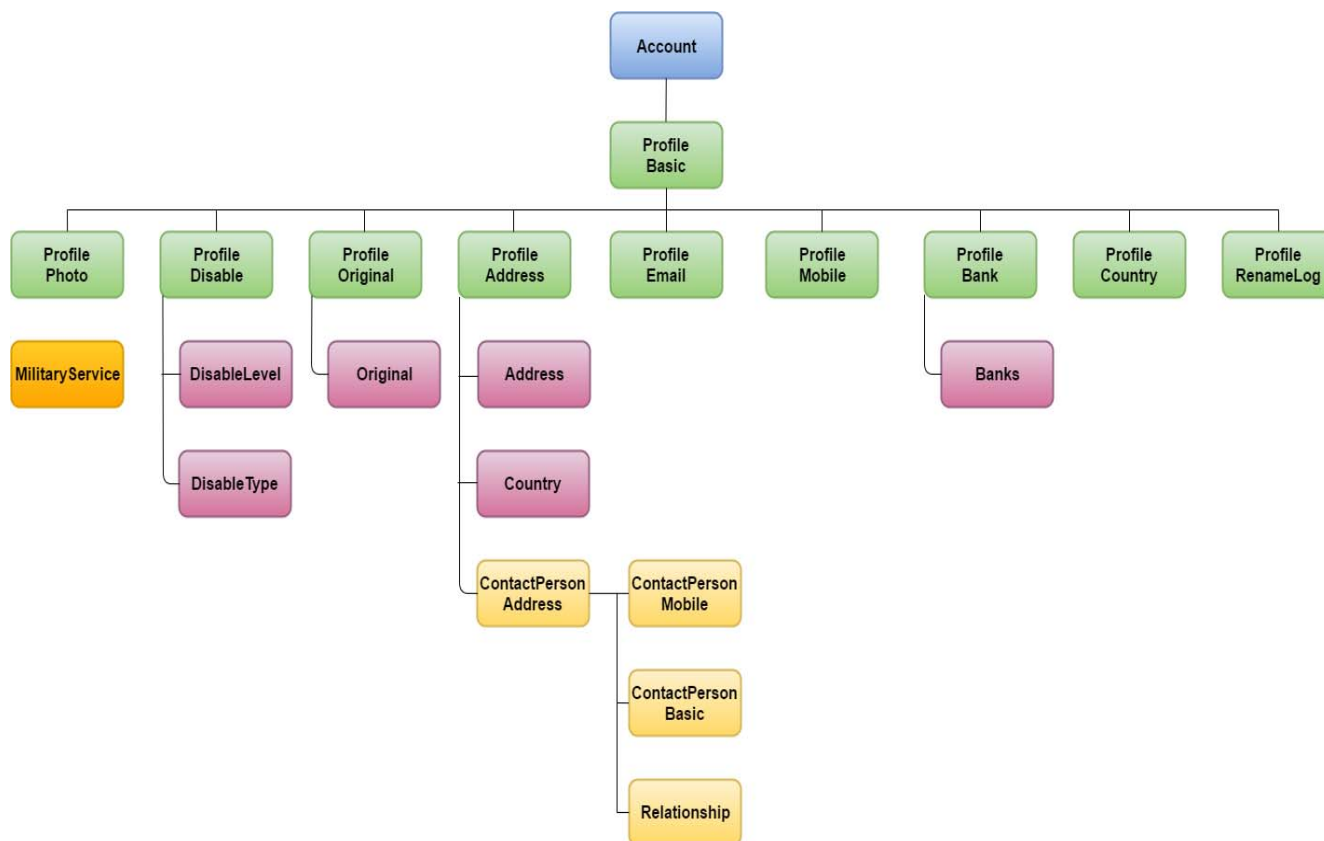 Account
Profile
Basic
Profile
Photo
Profile
Disable
Profile
Original
Profile
Address
Profile
Email
Profile
Mobile
Profile
Bank
Profile
Country
Profile
RenameLog
MilitaryService
DisableLevel
Original
Address
Banks
DisableType
Country
ContactPerson
Address
ContactPerson
Mobile
ContactPerson
Basic
Relationship